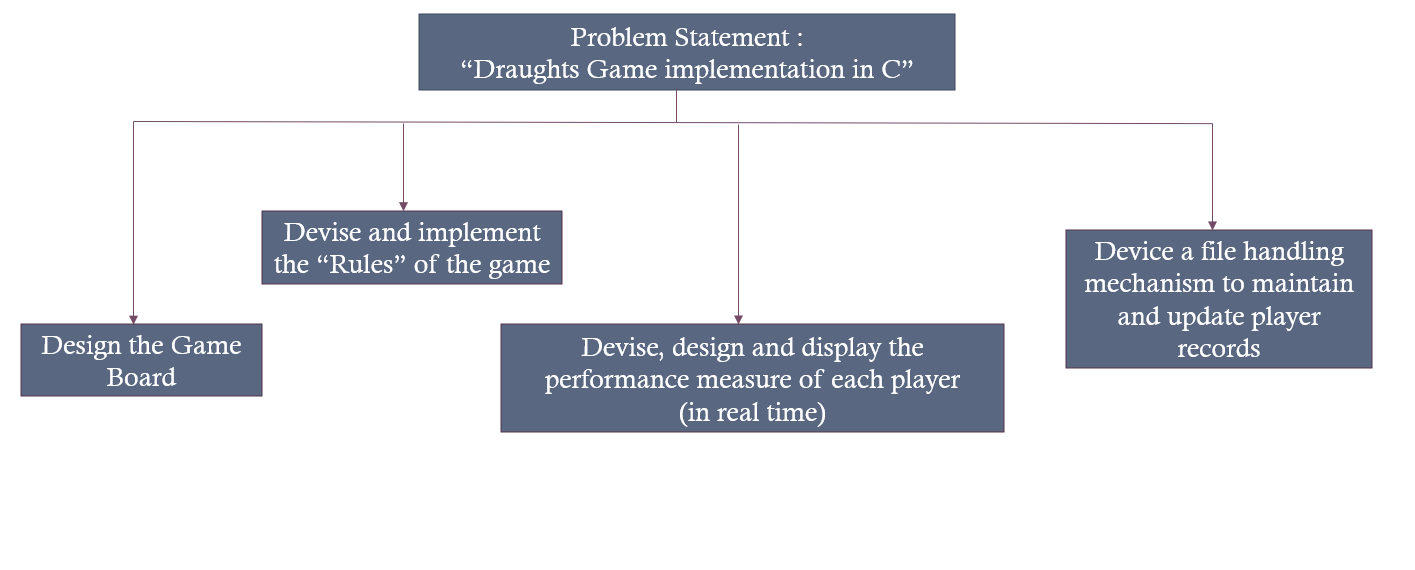 Problem Statement :
“Draughts Game implementation in C”
Devise and implement
the “Rules” of the game
Device a file handling
mechanism to maintain
and update player
records
Design the Game
Board
Devise, design and display the
performance measure of each player
(in real time)